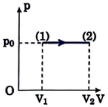 p
p₀ (1) (2)
O V₁ V₂ V